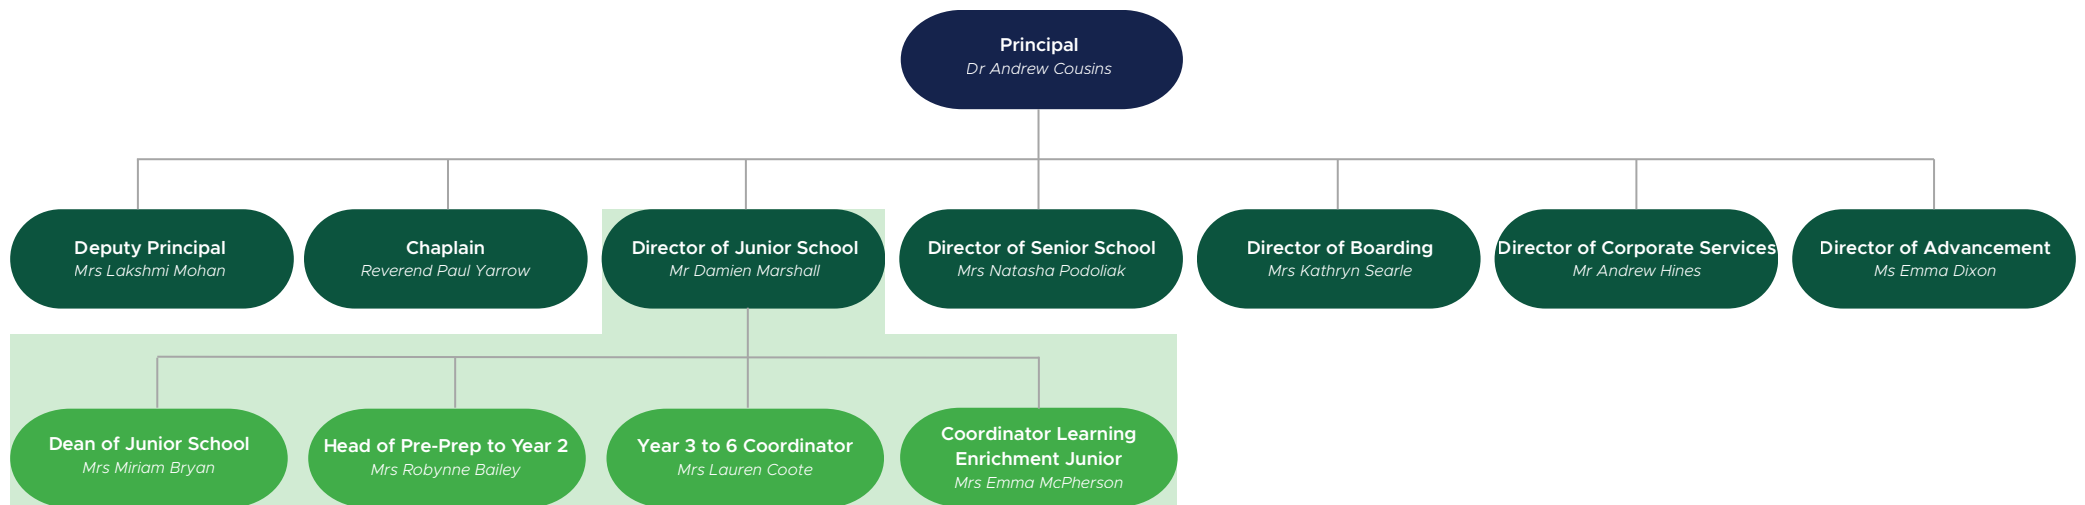 Principal
Dr Andrew Cousins
Deputy Principal
Mrs Lakshmi Mohan
Chaplain
Reverend Paul Yarrow
Director of Junior School
Mr Damien Marshall
Director of Senior School
Mrs Natasha Podoliak
Director of Boarding
Mrs Kathryn Searle
Director of Corporate Services
Mr Andrew Hines
Director of Advancement
Ms Emma Dixon
Dean of Junior School
Mrs Miriam Bryan
Head of Pre-Prep to Year 2
Mrs Robynne Bailey
Year 3 to 6 Coordinator
Mrs Lauren Coote
Coordinator Learning
Enrichment Junior
Mrs Emma McPherson